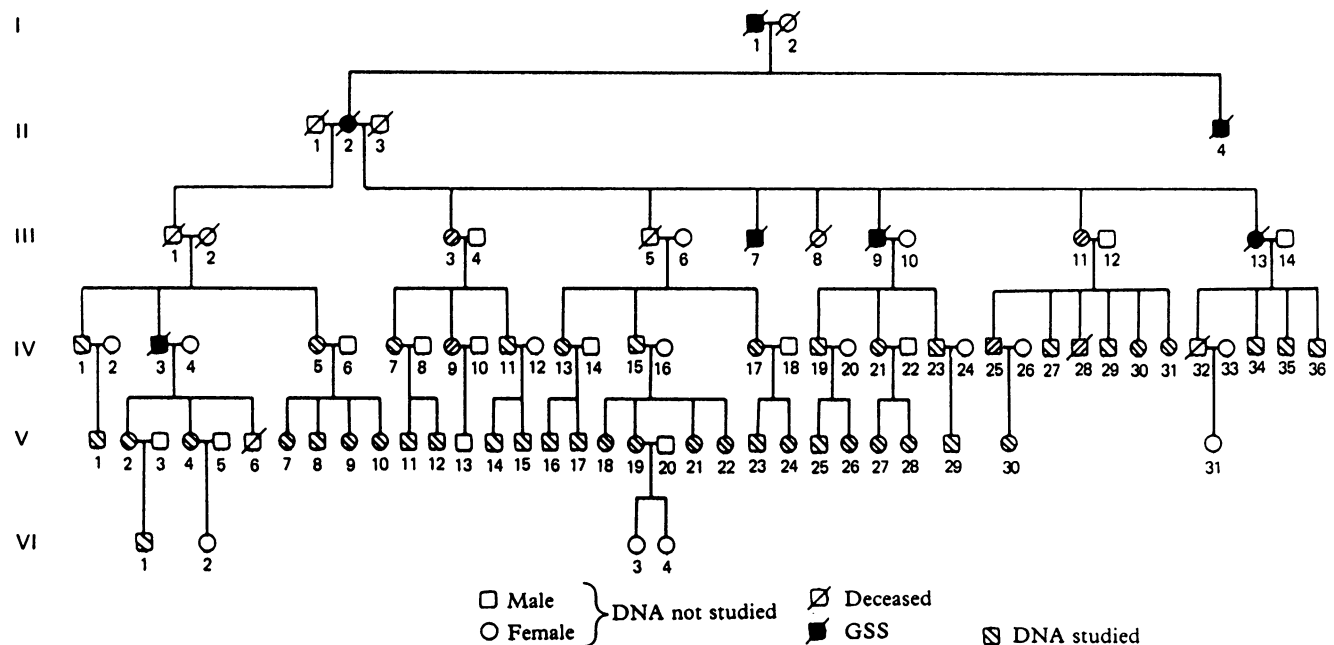 I
1 2
II
1 2 3 4
III
1 2 3 4 5 6 7 8 9 10 11 12 13 14
IV
1 2 3 4 5 6 7 8 9 10 11 12 13 14 15 16 17 18 19 20 21 22 23 24 25 26 27 28 29 30 31 32 33 34 35 36
V
1 2 3 4 5 6 7 8 9 10 11 12 13 14 15 16 17 18 19 20 21 22 23 24 25 26 27 28 29 30 31
VI
1 2 3 4
Male DNA not studied Deceased
Female GSS DNA studied